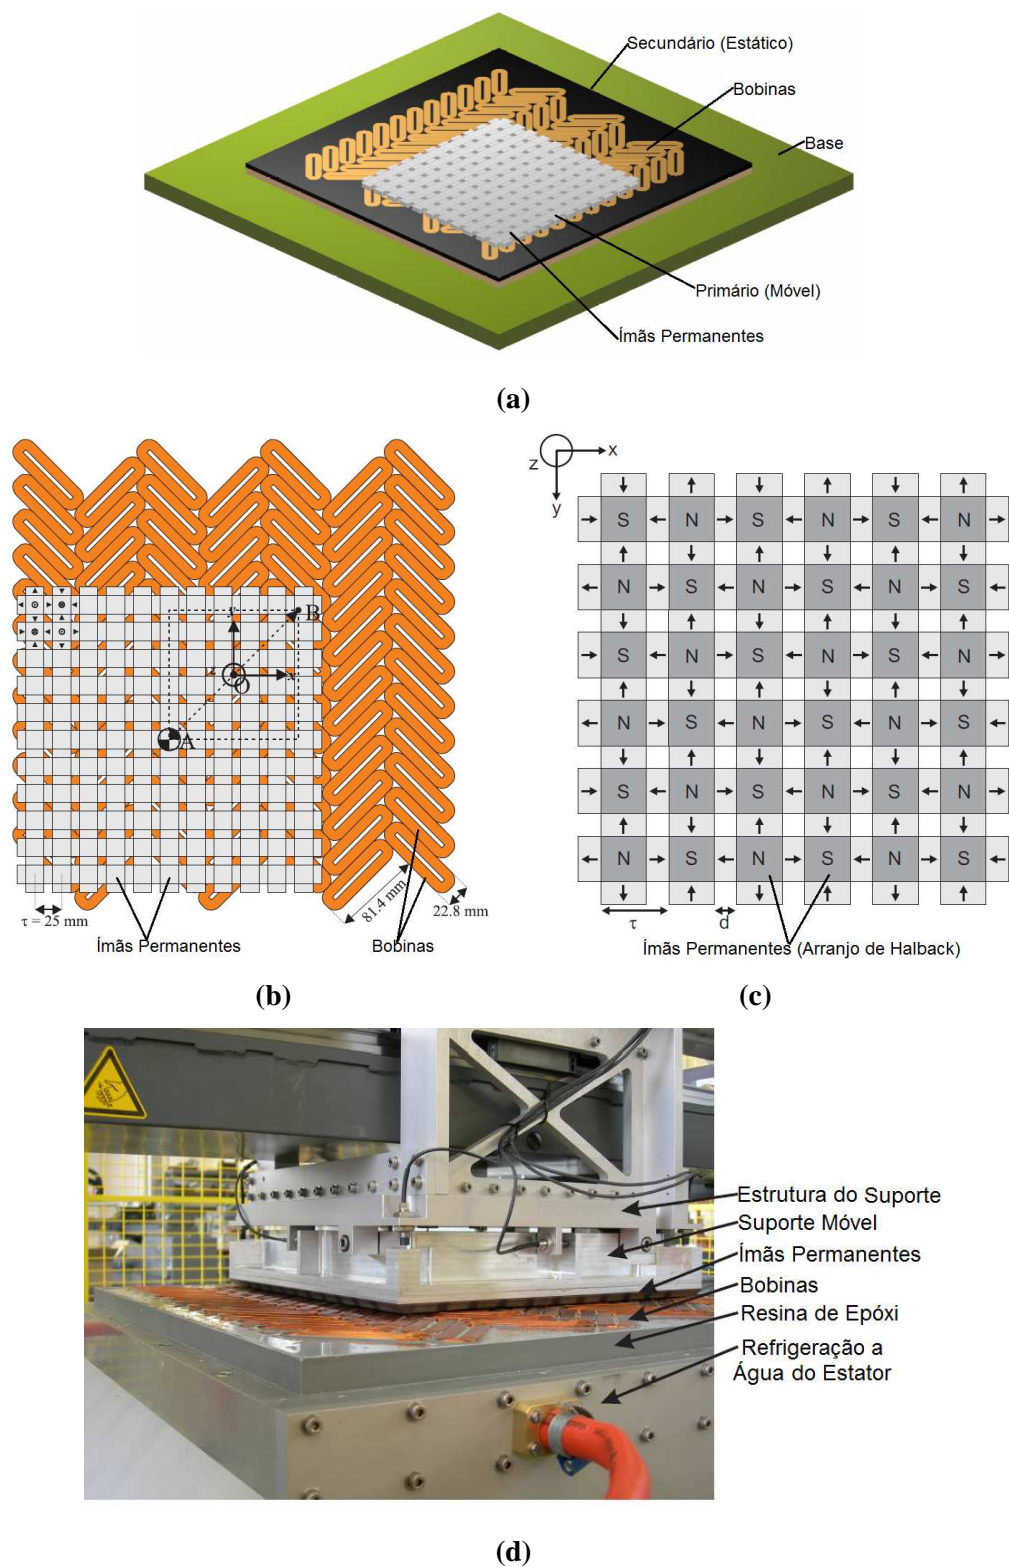 Secundário (Estático)
Bobinas
Base
Primário (Móvel)
Ímãs Permanentes
(a)
B
y
z
O
x
A
τ = 25 mm
81.4 mm
22.8 mm
Ímãs Permanentes
Bobinas
(b)
z
x
y
S N S N S N
N S N S N S
S N S N S N
N S N S N S
S N S N S N
N S N S N S
τ
d
Ímãs Permanentes (Arranjo de Halback)
(c)
Estrutura do Suporte
Suporte Móvel
Ímãs Permanentes
Bobinas
Resina de Epóxi
Refrigeração a
Água do Estator
(d)